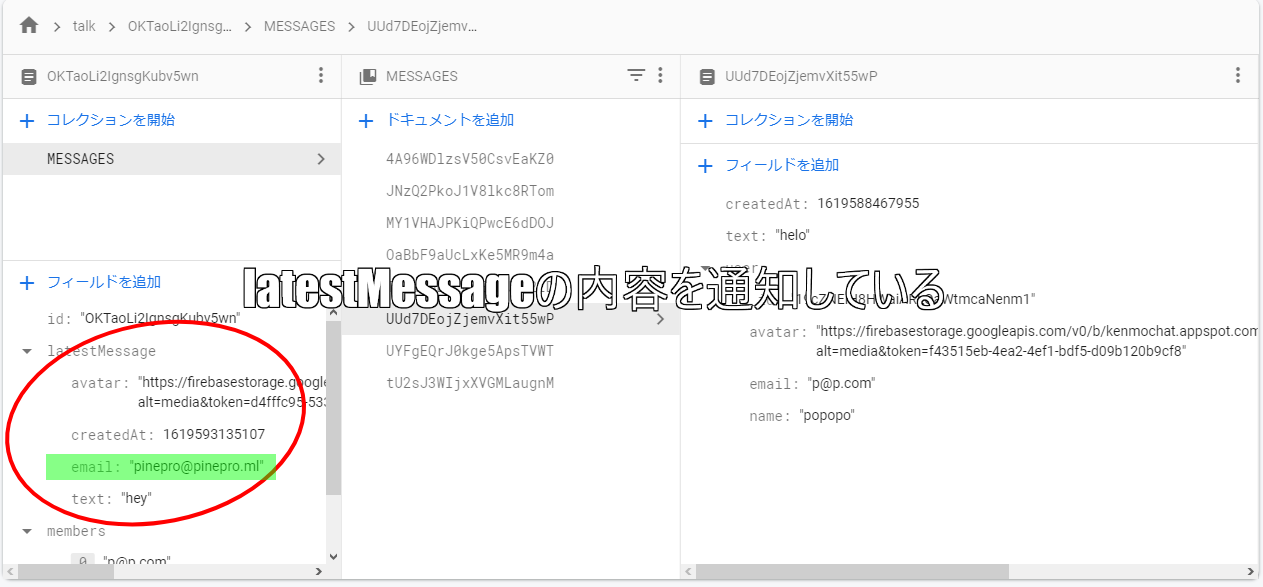 talk
OKTaoLi2Ignsg...
MESSAGES
UUd7DEojZjemv...
OKTaoLi2IgnsgKubv5wn
コレクションを開始
MESSAGES
フィールドを追加
id: "OKTaoLi2IgnsgKubv5wn"
latestMessage
avatar: "https://firebasestorage.google
alt=media&token=d4fffc95-533
createdAt: 1619593135107
email: "pinepro@pinepro.ml"
text: "hey"
members
0 "p@p.com"
MESSAGES
ドキュメントを追加
4A96WDlzsV50CsvEaKZ0
JNzQ2PkoJ1V8lkc8RTom
MY1VHAJPKiQPwcE6dDOJ
OaBbF9aUcLxKe5MR9m4a
latestMessageの内容を通知している
UUd7DEojZjemvXit55wP
UYFgEQrJ0kge5ApsTVWT
tU2sJ3WIjxXVGMLaugnM
UUd7DEojZjemvXit55wP
コレクションを開始
フィールドを追加
createdAt: 1619588467955
text: "helo"
user
avatar: "https://firebasestorage.googleapis.com/v0/b/kenmochat.appspot.com
alt=media&token=f43515eb-4ea2-4ef1-bdf5-d09b120b9cf8"
email: "p@p.com"
name: "popopo"